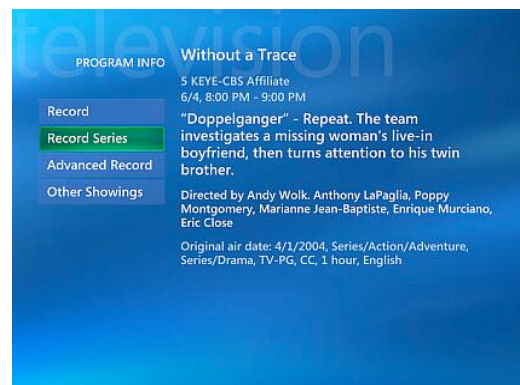 television
PROGRAM INFO
Without a Trace
5 KEYE-CBS Affiliate
6/4, 8:00 PM - 9:00 PM
Record
Record Series
Advanced Record
Other Showings
"Doppelganger" - Repeat. The team
investigates a missing woman's live-in
boyfriend, then turns attention to his twin
brother.
Directed by Andy Wolk. Anthony LaPaglia, Poppy
Montgomery, Marianne Jean-Baptiste, Enrique Murciano,
Eric Close
Original air date: 4/1/2004, Series/Action/Adventure,
Series/Drama, TV-PG, CC, 1 hour, English